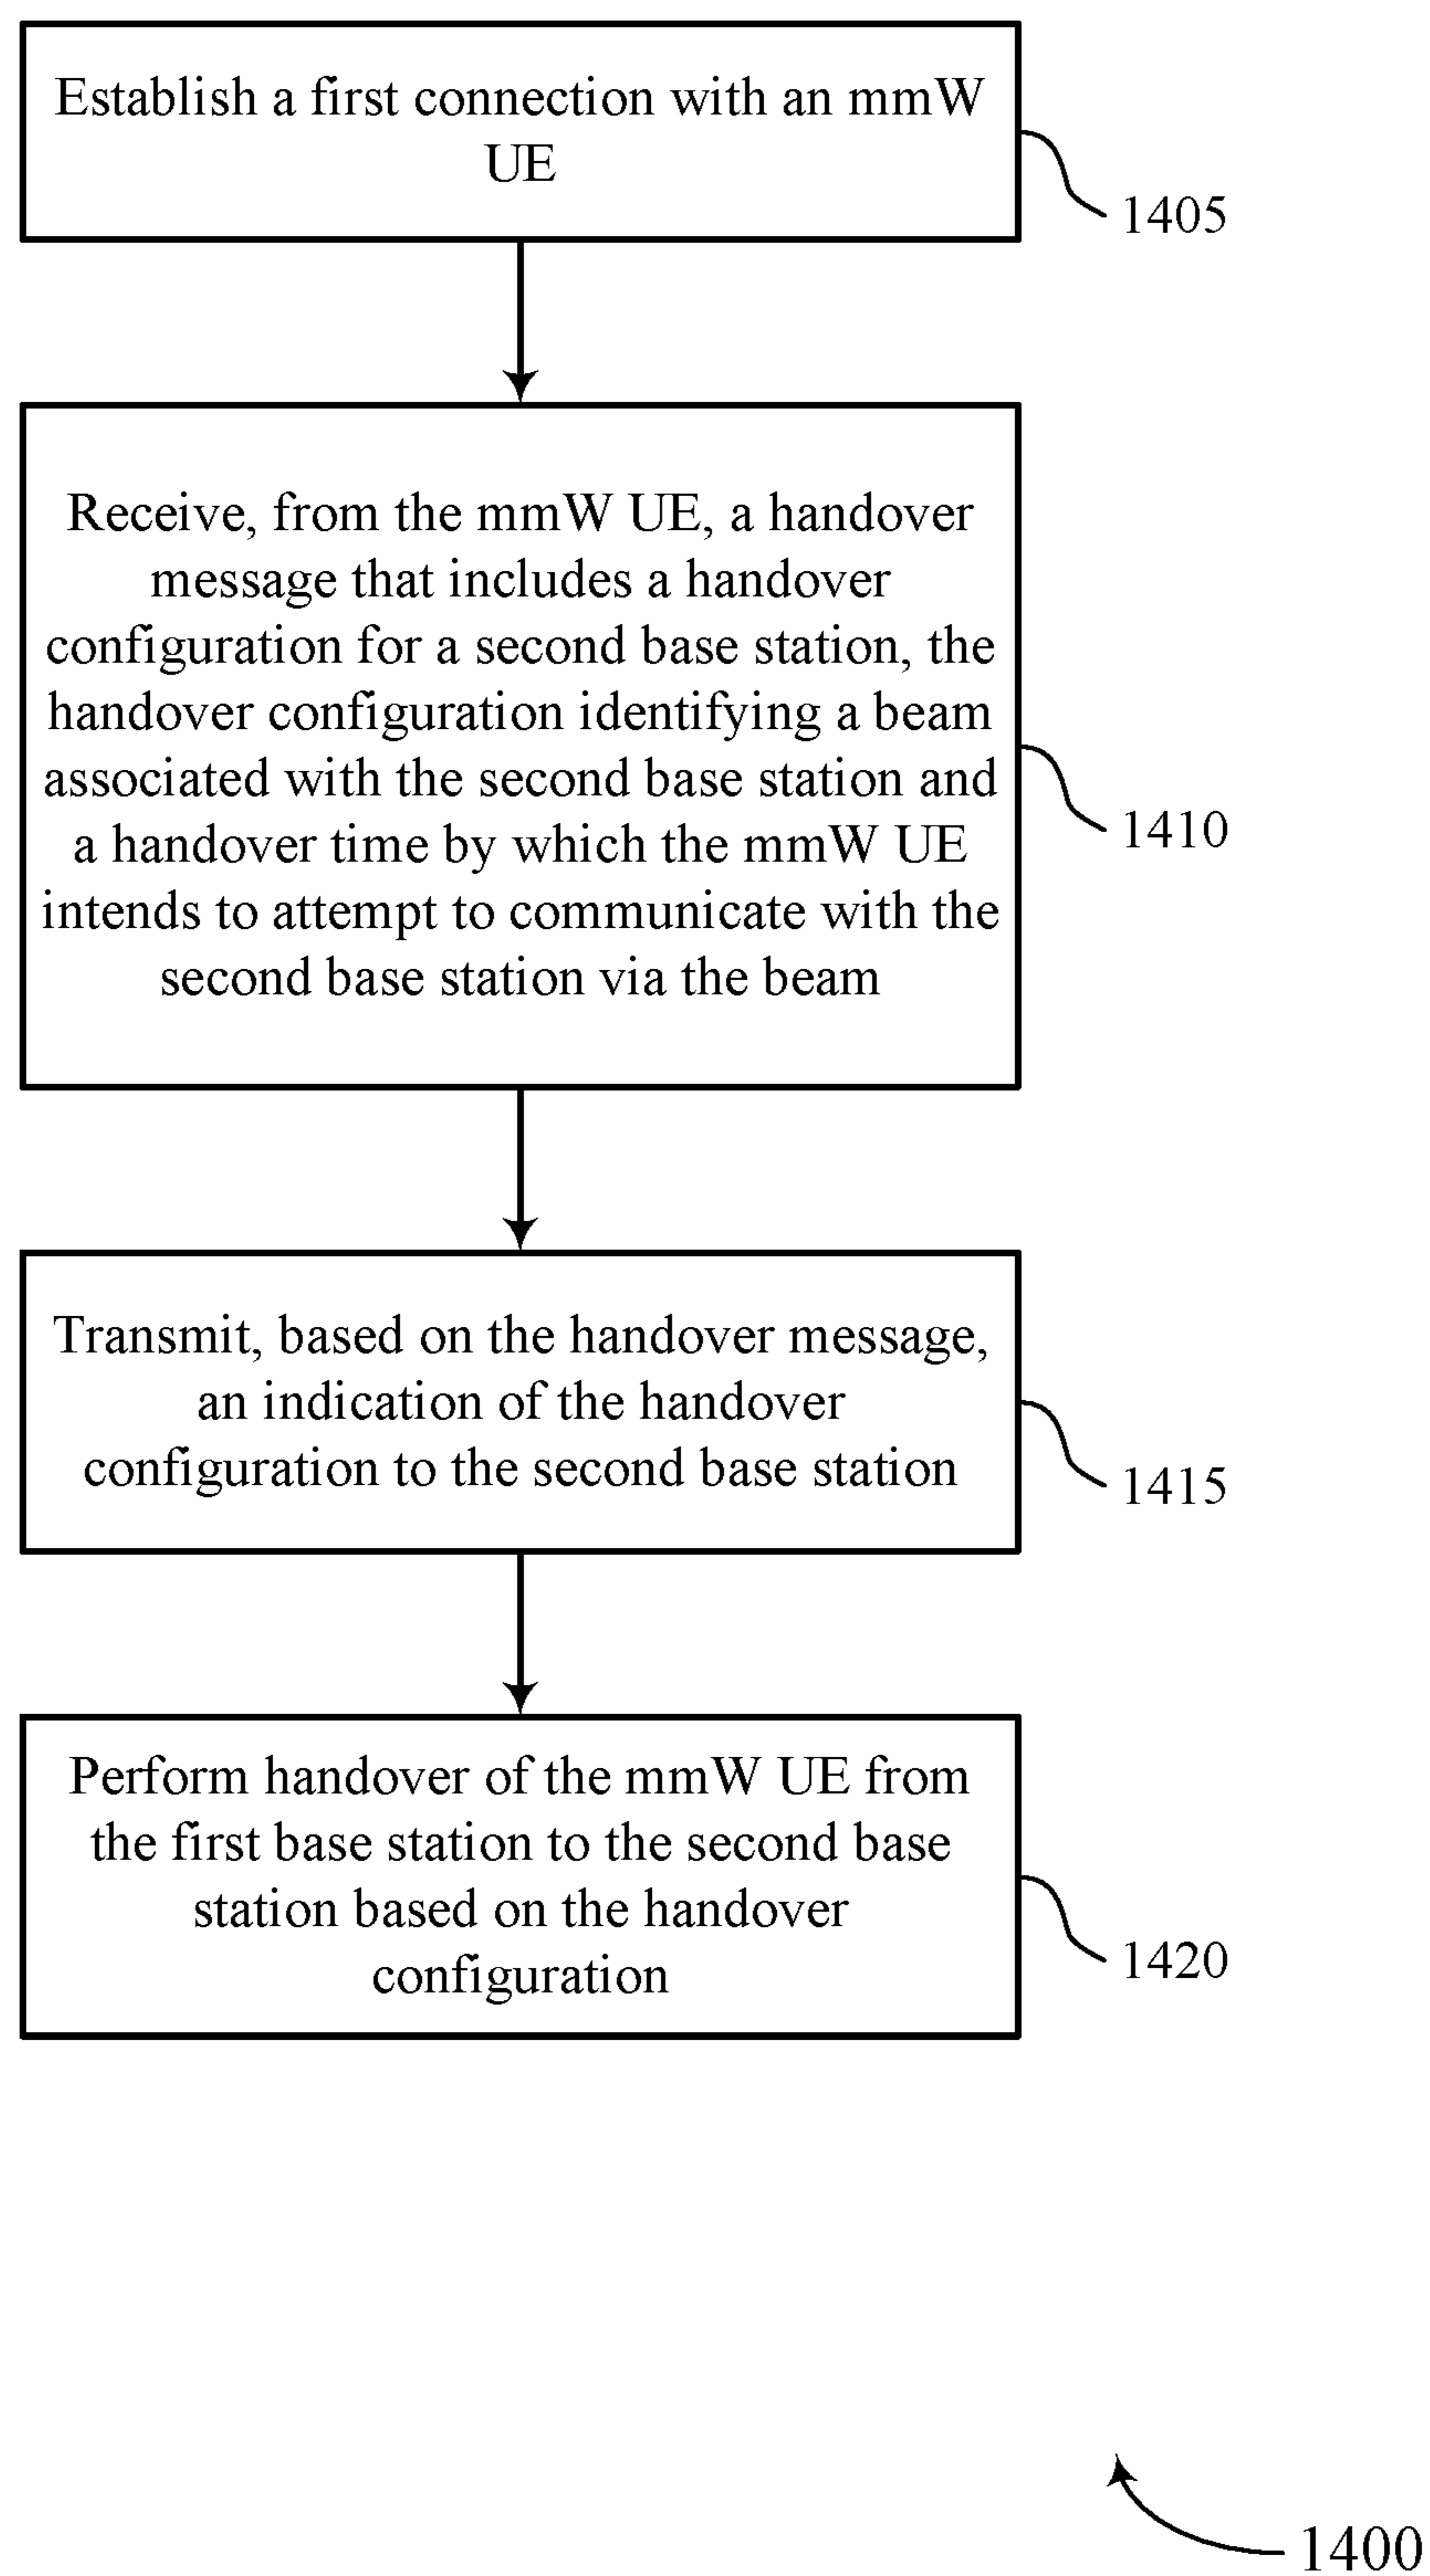 Establish a first connection with an mmW
UE
1405
Receive, from the mmW UE, a handover
message that includes a handover
configuration for a second base station, the
handover configuration identifying a beam
associated with the second base station and
a handover time by which the mmW UE
intends to attempt to communicate with the
second base station via the beam
1410
Transmit, based on the handover message,
an indication of the handover
configuration to the second base station
1415
Perform handover of the mmW UE from
the first base station to the second base
station based on the handover
configuration
1420
1400